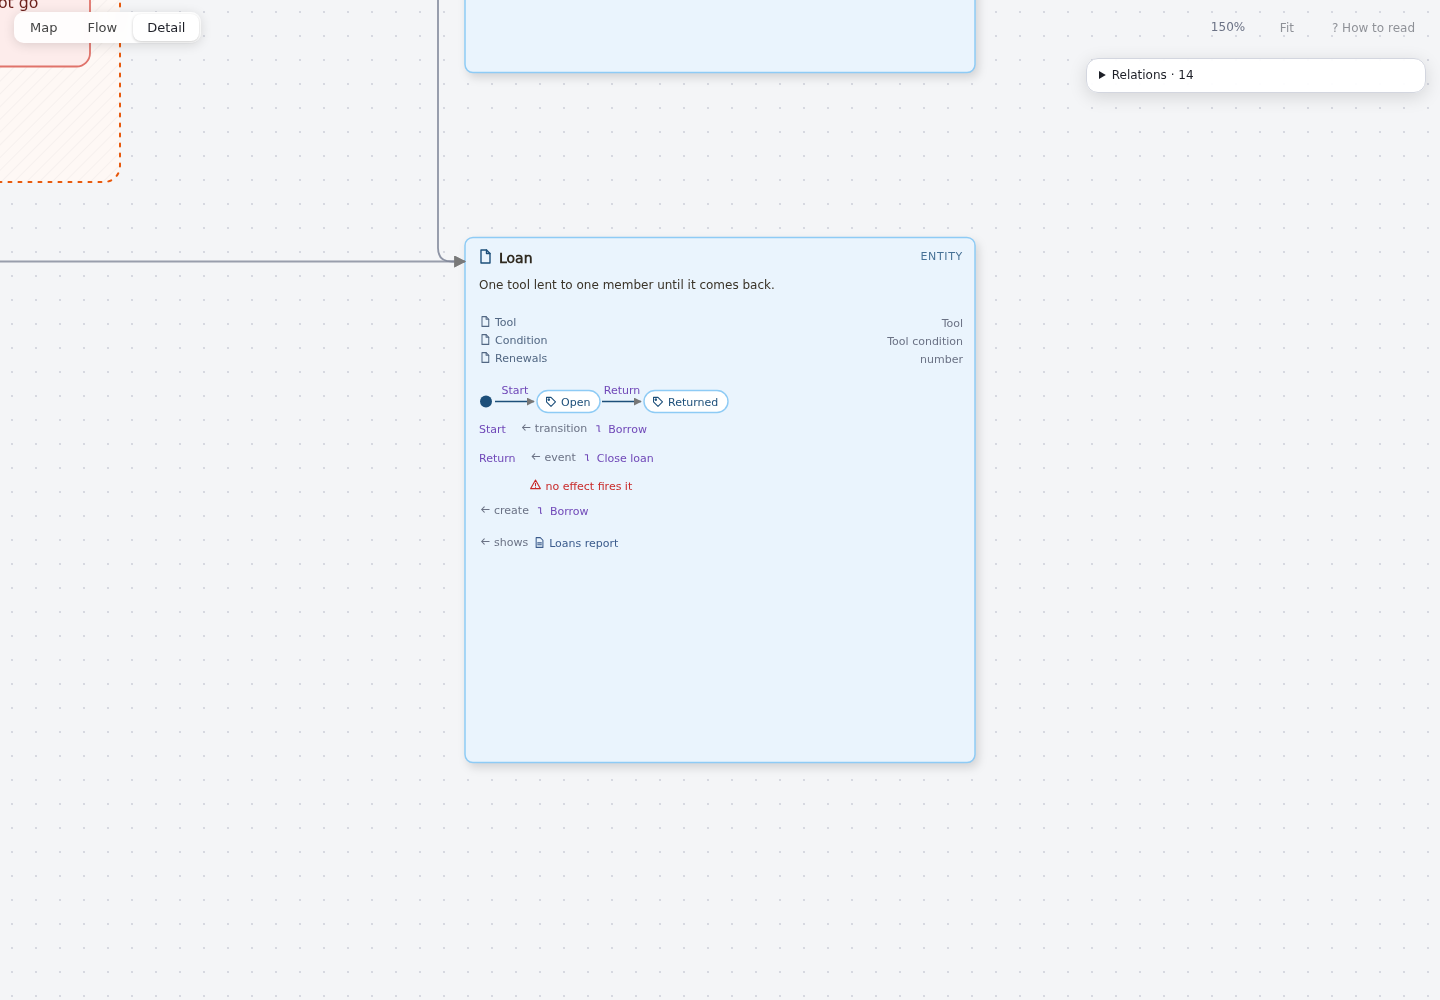 ot go
Map Flow Detail
150% Fit ? How to read
Relations · 14
Loan ENTITY
One tool lent to one member until it comes back.
Tool Tool
Condition Tool condition
Renewals number
Start Return
Open Returned
Start ← transition Borrow
Return ← event Close loan
no effect fires it
← create Borrow
← shows Loans report